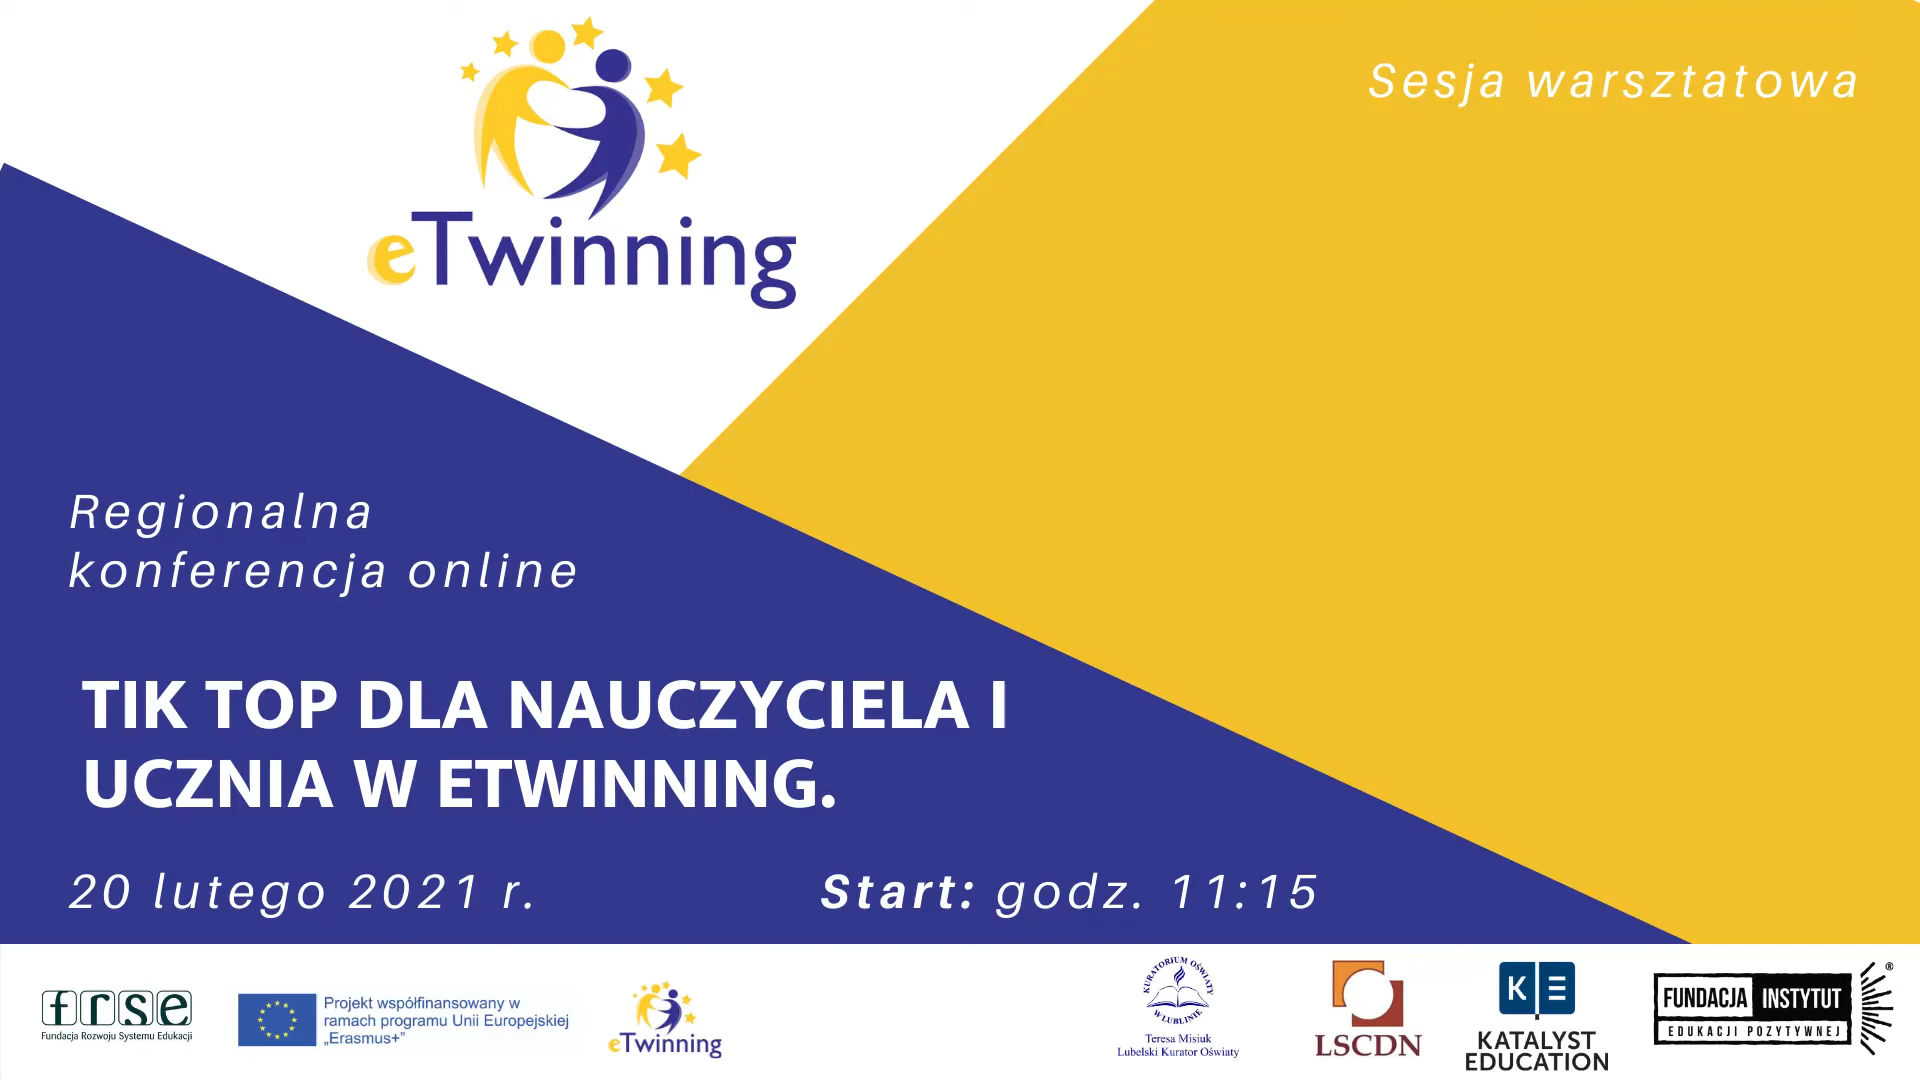 eTwinning
Sesja warsztatowa
Regionalna
konferencja online
TIK TOP DLA NAUCZYCIELA I
UCZNIA W ETWINNING.
20 lutego 2021 r.
Start: godz. 11:15
frse
Fundacja Rozwoju Systemu Edukacji
Projekt współfinansowany w
ramach programu Unii Europejskiej
„Erasmus+”
eTwinning
KURATORIUM OŚWIATY
W LUBLINIE
Teresa Misiuk
Lubelski Kurator Oświaty
LSCDN
KE
KATALYST
EDUCATION
FUNDACJA INSTYTUT ®
EDUKACJI POZYTYWNEJ